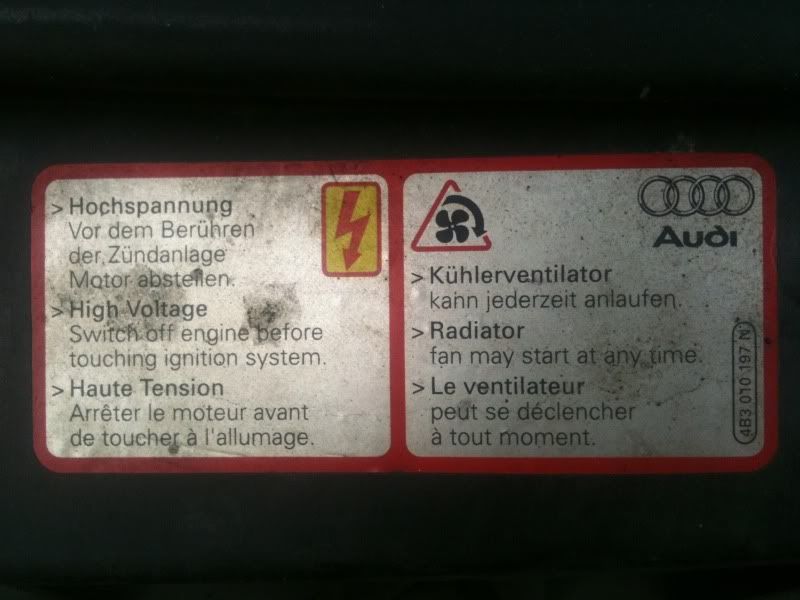 > Hochspannung
Vor dem Berühren
der Zündanlage
Motor abstellen.
> High Voltage
Switch off engine before
touching ignition system.
> Haute Tension
Arrêter le moteur avant
de toucher à l'allumage.
Audi
> Kühlerventilator
kann jederzeit anlaufen.
> Radiator
fan may start at any time.
> Le ventilateur
peut se déclencher
à tout moment.
4B3 010 197 N